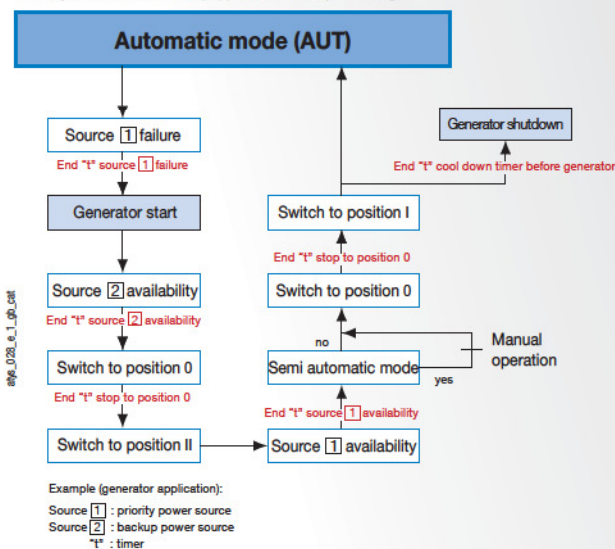 Automatic mode (AUT)
Source 1 failure
End "t" source 1 failure
Generator start
Source 2 availability
End "t" source 2 availability
Switch to position 0
End "t" stop to position 0
Switch to position II
Source 1 availability
End "t" source 1 availability
Semi automatic mode
no
yes
Manual
operation
Switch to position 0
End "t" stop to position 0
Switch to position I
Generator shutdown
End "t" cool down timer before generator
atys_028_e_1_gb_cat
Example (generator application):
Source 1 : priority power source
Source 2 : backup power source
"t" : timer